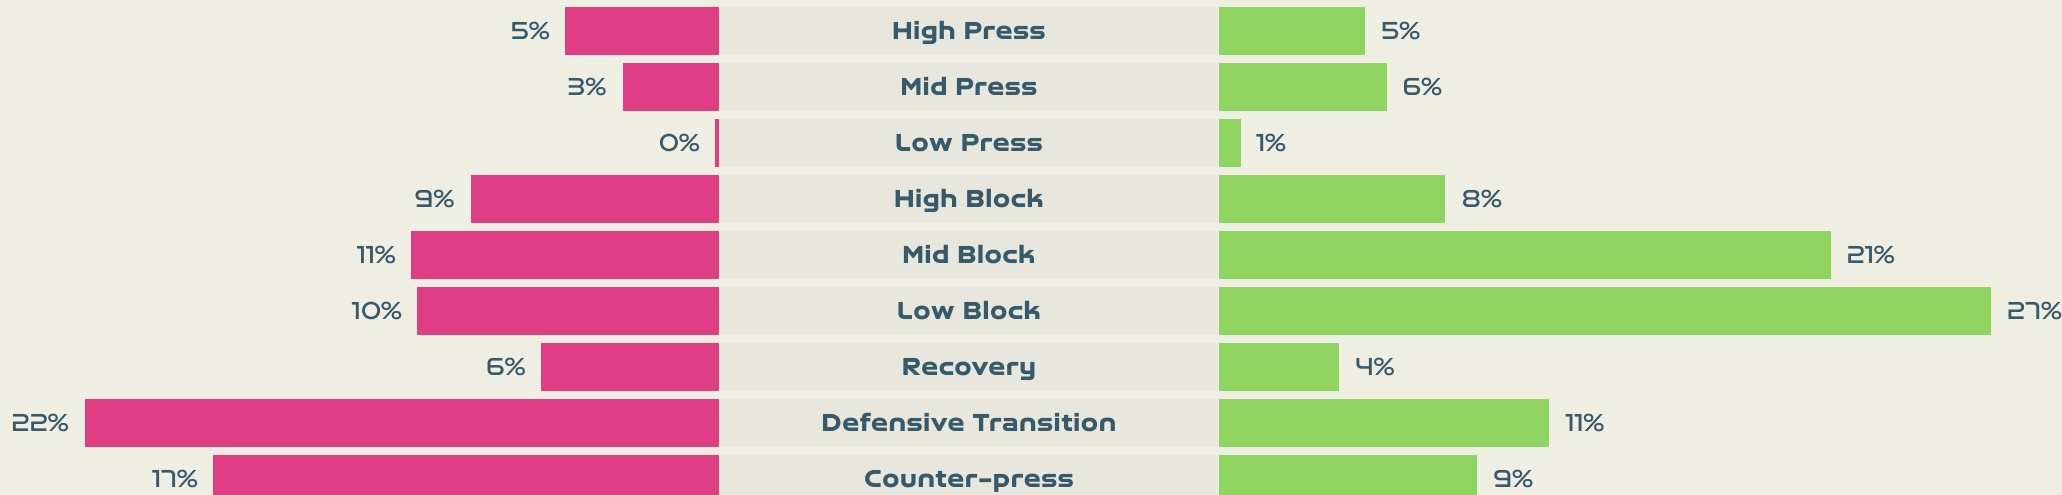 5% High Press 5%
3% Mid Press 6%
0% Low Press 1%
9% High Block 8%
11% Mid Block 21%
10% Low Block 27%
6% Recovery 4%
22% Defensive Transition 11%
17% Counter-press 9%